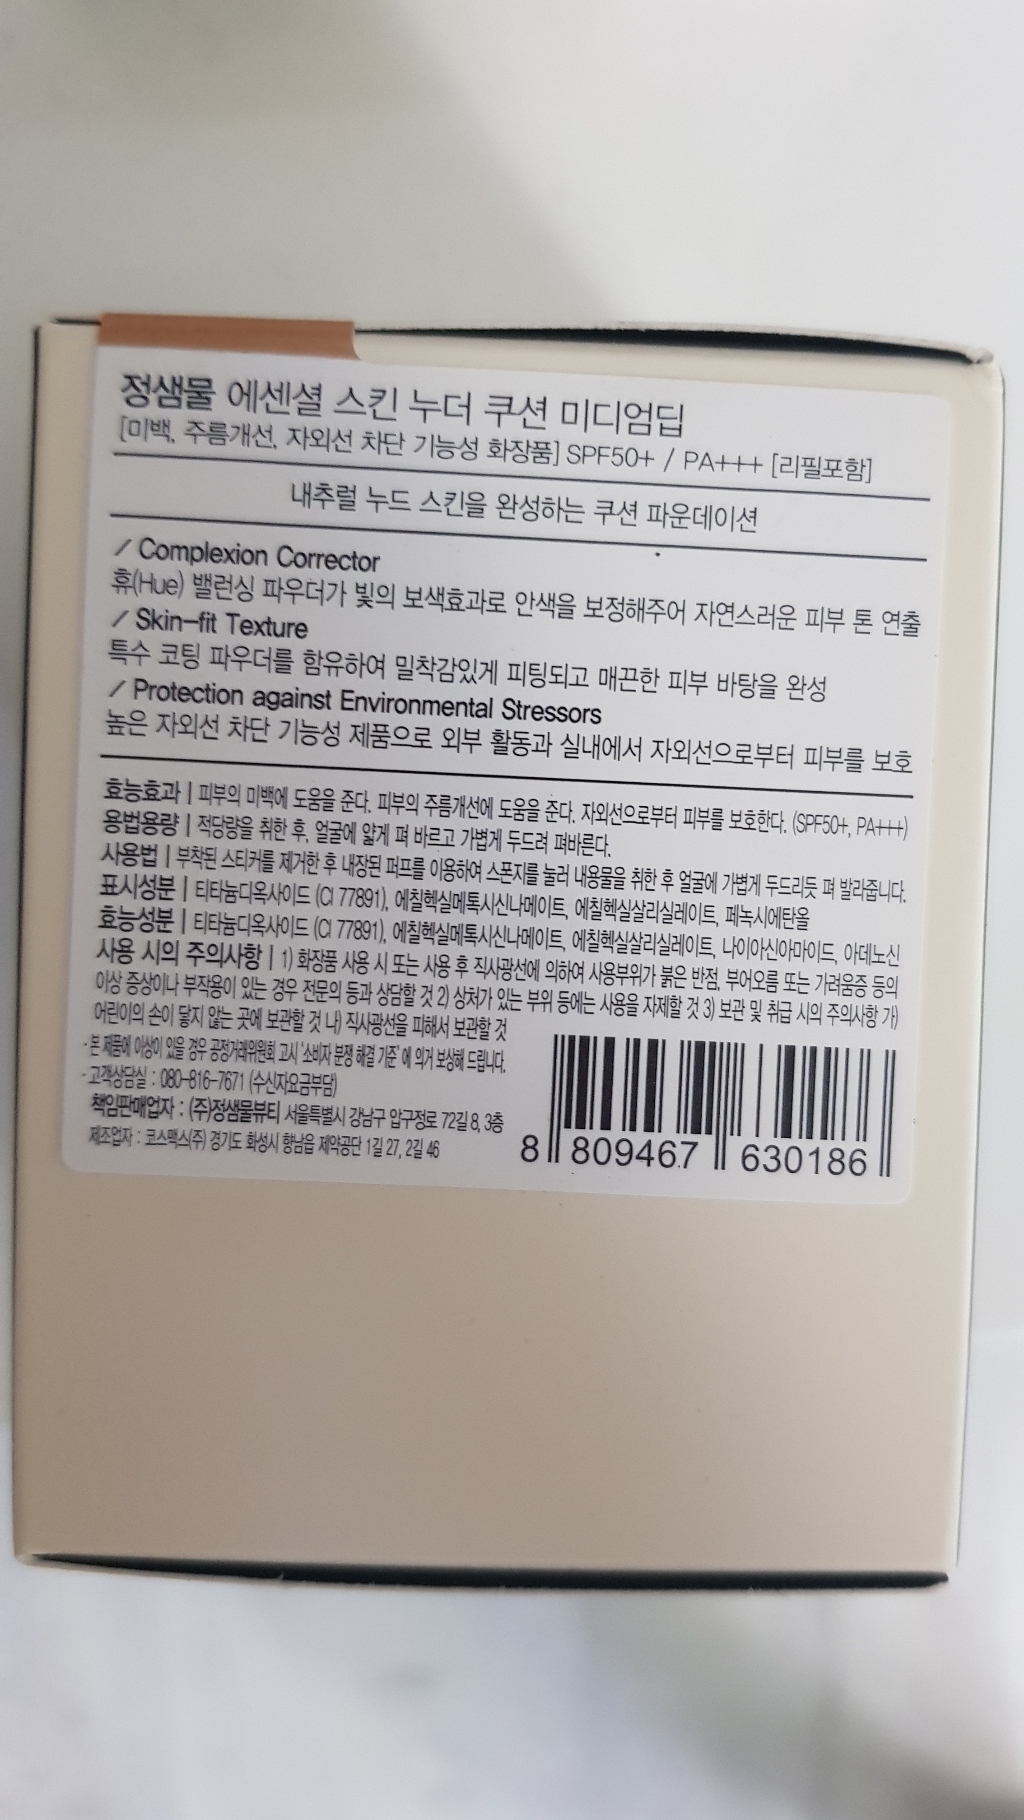 정샘물 에센셜 스킨 누더 쿠션 미디엄딥
[미백, 주름개선, 자외선 차단 기능성 화장품] SPF50+ / PA+++ [리필포함]
내추럴 누드 스킨을 완성하는 쿠션 파운데이션
/ Complexion Corrector
휴(Hue) 밸런싱 파우더가 빛의 보색효과로 안색을 보정해주어 자연스러운 피부 톤 연출
/ Skin-fit Texture
특수 코팅 파우더를 함유하여 밀착감있게 피팅되고 매끈한 피부 바탕을 완성
/ Protection against Environmental Stressors
높은 자외선 차단 기능성 제품으로 외부 활동과 실내에서 자외선으로부터 피부를 보호
효능효과 | 피부의 미백에 도움을 준다. 피부의 주름개선에 도움을 준다. 자외선으로부터 피부를 보호한다. (SPF50+, PA+++)
용법용량 | 적당량을 취한 후, 얼굴에 얇게 펴 바르고 가볍게 두드려 펴바른다.
사용법 | 부착된 스티커를 제거한 후 내장된 퍼프를 이용하여 스폰지를 눌러 내용물을 취한 후 얼굴에 가볍게 두드리듯 펴 발라줍니다.
표시성분 | 티타늄디옥사이드 (CI 77891), 에칠헥실메톡시신나메이트, 에칠헥실살리실레이트, 페녹시에탄올
효능성분 | 티타늄디옥사이드 (CI 77891), 에칠헥실메톡시신나메이트, 에칠헥실살리실레이트, 나이아신아마이드, 아데노신
사용 시의 주의사항 | 1) 화장품 사용 시 또는 사용 후 직사광선에 의하여 사용부위가 붉은 반점, 부어오름 또는 가려움증 등의
이상 증상이나 부작용이 있는 경우 전문의 등과 상담할 것 2) 상처가 있는 부위 등에는 사용을 자제할 것 3) 보관 및 취급 시의 주의사항 가)
어린이의 손이 닿지 않는 곳에 보관할 것 나) 직사광선을 피해서 보관할 것
· 본 제품에 이상이 있을 경우 공정거래위원회 고시 '소비자 분쟁 해결 기준' 에 의거 보상해 드립니다.
· 고객상담실 : 080-816-7671 (수신자요금부담)
책임판매업자 : (주)정샘물뷰티 서울특별시 강남구 압구정로 72길 8, 3층
제조업자 : 코스맥스(주) 경기도 화성시 향남읍 제약공단 1길 27, 2길 46
8 809467 630186